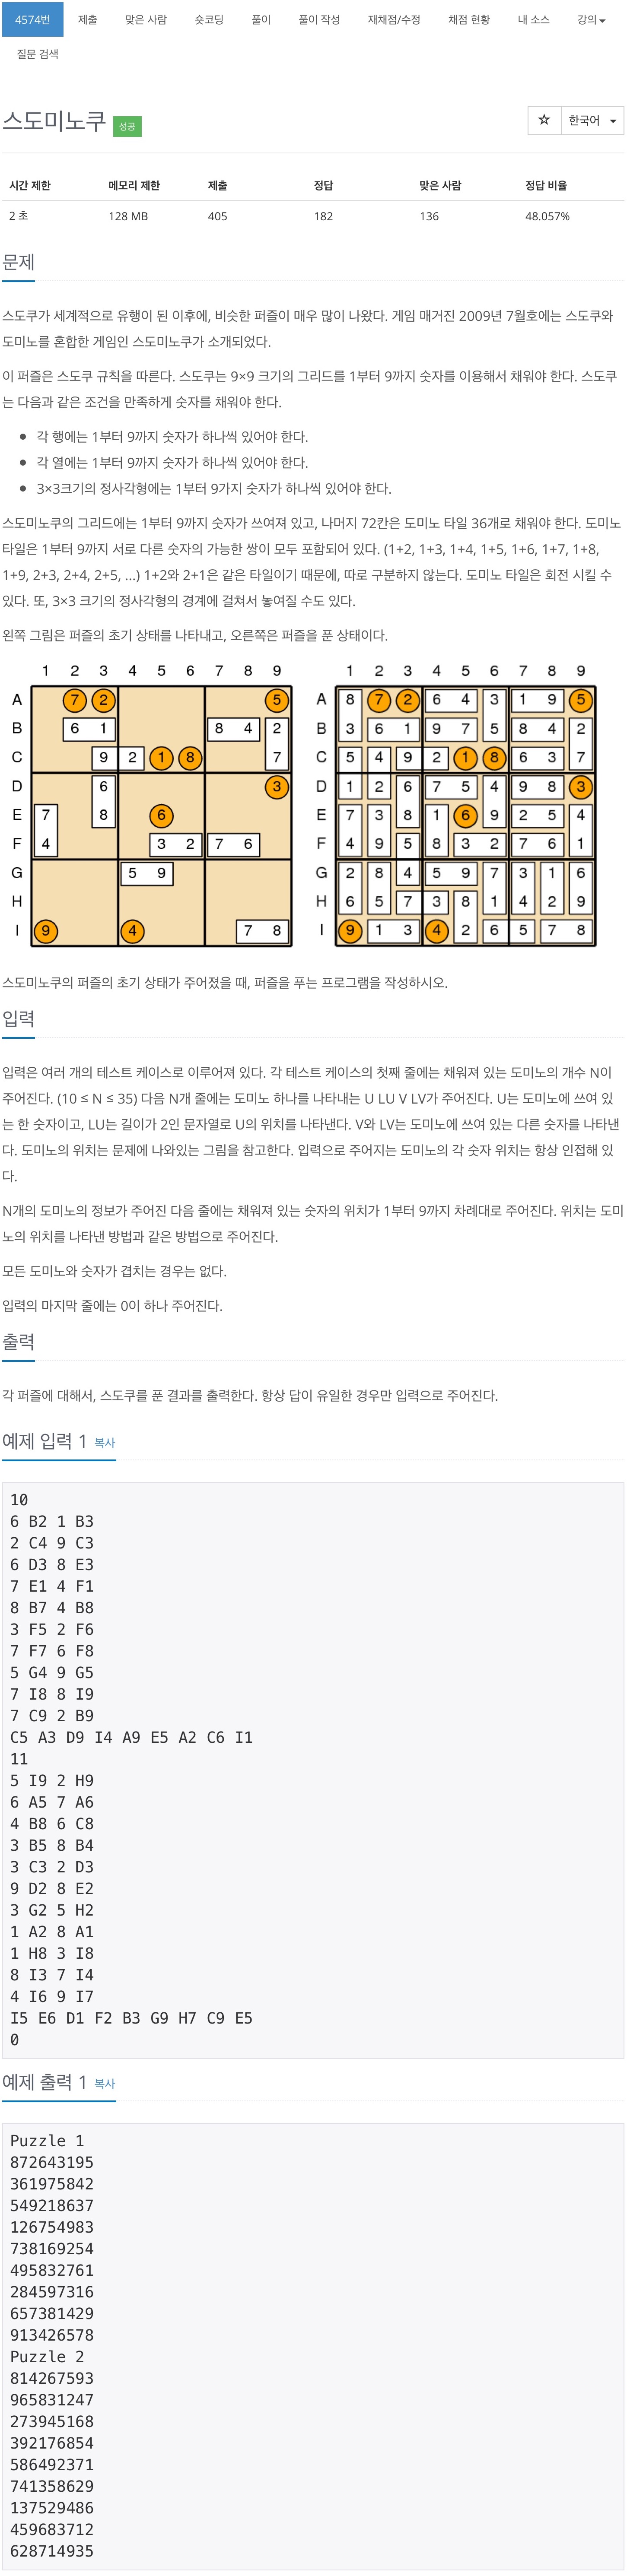 4574번 제출 맞은 사람 숏코딩 풀이 풀이 작성 재채점/수정 채점 현황 내 소스 강의
질문 검색
스도미노쿠 성공 ☆ 한국어
시간 제한 메모리 제한 제출 정답 맞은 사람 정답 비율
2 초 128 MB 405 182 136 48.057%
문제
스도쿠가 세계적으로 유행이 된 이후에, 비슷한 퍼즐이 매우 많이 나왔다. 게임 매거진 2009년 7월호에는 스도쿠와
도미노를 혼합한 게임인 스도미노쿠가 소개되었다.
이 퍼즐은 스도쿠 규칙을 따른다. 스도쿠는 9×9 크기의 그리드를 1부터 9까지 숫자를 이용해서 채워야 한다. 스도쿠
는 다음과 같은 조건을 만족하게 숫자를 채워야 한다.
각 행에는 1부터 9까지 숫자가 하나씩 있어야 한다.
각 열에는 1부터 9까지 숫자가 하나씩 있어야 한다.
3×3크기의 정사각형에는 1부터 9가지 숫자가 하나씩 있어야 한다.
스도미노쿠의 그리드에는 1부터 9까지 숫자가 쓰여져 있고, 나머지 72칸은 도미노 타일 36개로 채워야 한다. 도미노
타일은 1부터 9까지 서로 다른 숫자의 가능한 쌍이 모두 포함되어 있다. (1+2, 1+3, 1+4, 1+5, 1+6, 1+7, 1+8,
1+9, 2+3, 2+4, 2+5, ...) 1+2와 2+1은 같은 타일이기 때문에, 따로 구분하지 않는다. 도미노 타일은 회전 시킬 수
있다. 또, 3×3 크기의 정사각형의 경계에 걸쳐서 놓여질 수도 있다.
왼쪽 그림은 퍼즐의 초기 상태를 나타내고, 오른쪽은 퍼즐을 푼 상태이다.
1 2 3 4 5 6 7 8 9
A 7 2 5
B 6 1 8 4 2
C 9 2 1 8 7
D 6 3
E 7 8 6
F 4 3 2 7 6
G 5 9
H
I 9 4 7 8
1 2 3 4 5 6 7 8 9
A 8 7 2 6 4 3 1 9 5
B 3 6 1 9 7 5 8 4 2
C 5 4 9 2 1 8 6 3 7
D 1 2 6 7 5 4 9 8 3
E 7 3 8 1 6 9 2 5 4
F 4 9 5 8 3 2 7 6 1
G 2 8 4 5 9 7 3 1 6
H 6 5 7 3 8 1 4 2 9
I 9 1 3 4 2 6 5 7 8
스도미노쿠의 퍼즐의 초기 상태가 주어졌을 때, 퍼즐을 푸는 프로그램을 작성하시오.
입력
입력은 여러 개의 테스트 케이스로 이루어져 있다. 각 테스트 케이스의 첫째 줄에는 채워져 있는 도미노의 개수 N이
주어진다. (10 ≤ N ≤ 35) 다음 N개 줄에는 도미노 하나를 나타내는 U LU V LV가 주어진다. U는 도미노에 쓰여 있
는 한 숫자이고, LU는 길이가 2인 문자열로 U의 위치를 나타낸다. V와 LV는 도미노에 쓰여 있는 다른 숫자를 나타낸
다. 도미노의 위치는 문제에 나와있는 그림을 참고한다. 입력으로 주어지는 도미노의 각 숫자 위치는 항상 인접해 있
다.
N개의 도미노의 정보가 주어진 다음 줄에는 채워져 있는 숫자의 위치가 1부터 9까지 차례대로 주어진다. 위치는 도미
노의 위치를 나타낸 방법과 같은 방법으로 주어진다.
모든 도미노와 숫자가 겹치는 경우는 없다.
입력의 마지막 줄에는 0이 하나 주어진다.
출력
각 퍼즐에 대해서, 스도쿠를 푼 결과를 출력한다. 항상 답이 유일한 경우만 입력으로 주어진다.
예제 입력 1 복사
10
6 B2 1 B3
2 C4 9 C3
6 D3 8 E3
7 E1 4 F1
8 B7 4 B8
3 F5 2 F6
7 F7 6 F8
5 G4 9 G5
7 I8 8 I9
7 C9 2 B9
C5 A3 D9 I4 A9 E5 A2 C6 I1
11
5 I9 2 H9
6 A5 7 A6
4 B8 6 C8
3 B5 8 B4
3 C3 2 D3
9 D2 8 E2
3 G2 5 H2
1 A2 8 A1
1 H8 3 I8
8 I3 7 I4
4 I6 9 I7
I5 E6 D1 F2 B3 G9 H7 C9 E5
0
예제 출력 1 복사
Puzzle 1
872643195
361975842
549218637
126754983
738169254
495832761
284597316
657381429
913426578
Puzzle 2
814267593
965831247
273945168
392176854
586492371
741358629
137529486
459683712
628714935